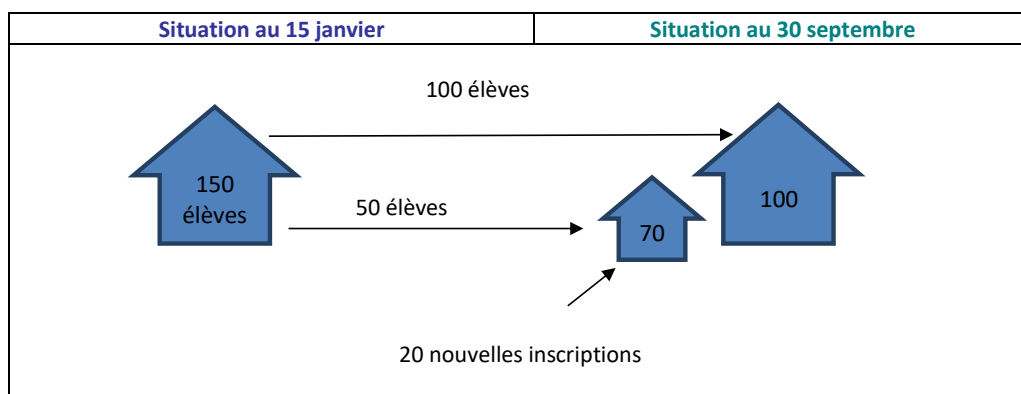 Situation au 15 janvier
Situation au 30 septembre
100 élèves
150
élèves
50 élèves
70
100
20 nouvelles inscriptions